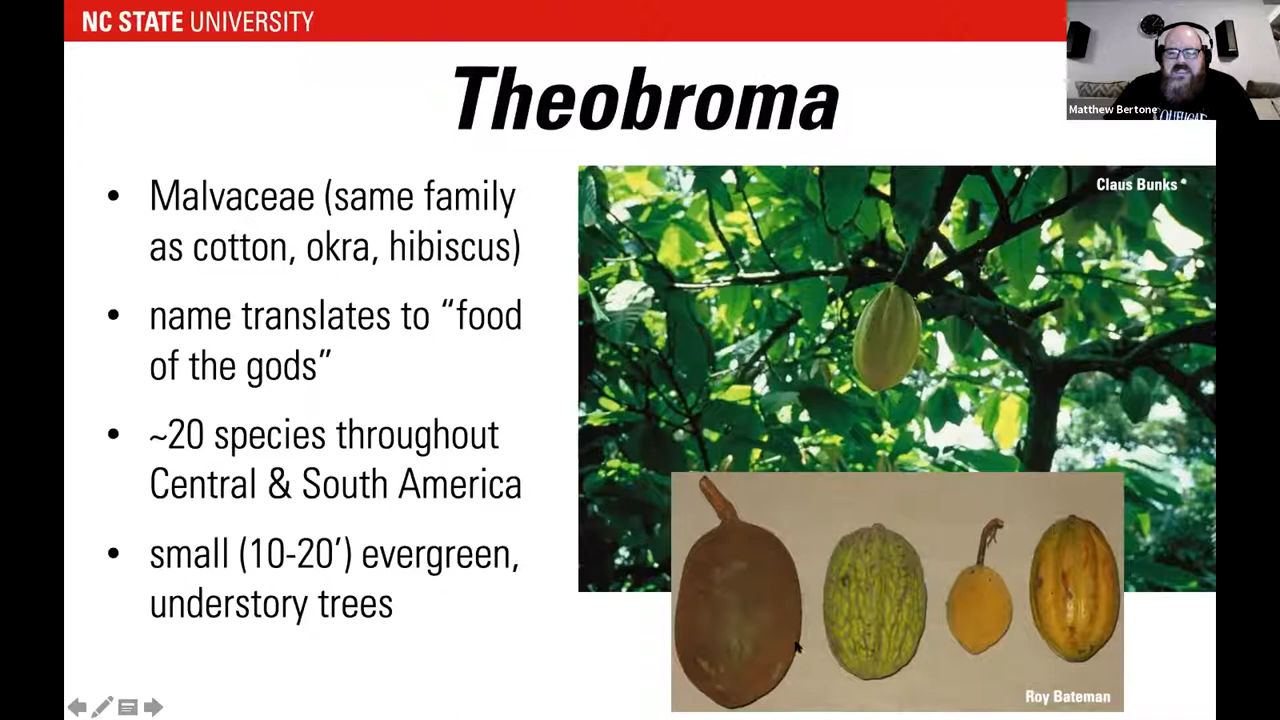 NC STATE UNIVERSITY
Theobroma
Matthew Bertone
• Malvaceae (same family
as cotton, okra, hibiscus)
• name translates to “food
of the gods”
• ~20 species throughout
Central & South America
• small (10-20’) evergreen,
understory trees
Claus Bunks
Roy Bateman